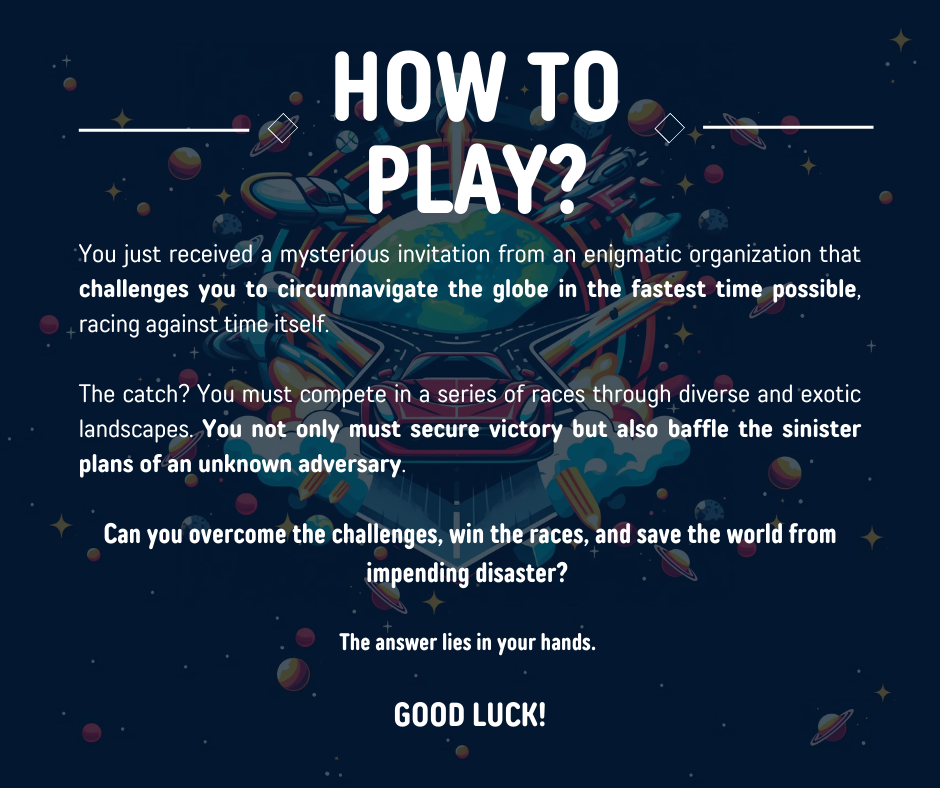 HOW TO
PLAY?
You just received a mysterious invitation from an enigmatic organization that
challenges you to circumnavigate the globe in the fastest time possible,
racing against time itself.
The catch? You must compete in a series of races through diverse and exotic
landscapes. You not only must secure victory but also baffle the sinister
plans of an unknown adversary.
Can you overcome the challenges, win the races, and save the world from
impending disaster?
The answer lies in your hands.
GOOD LUCK!